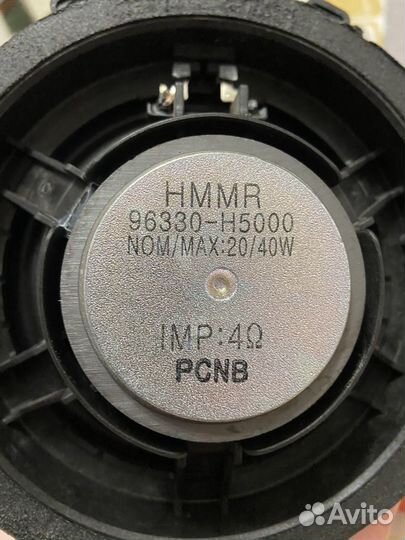 HMMR
96330-H5000
NOM/MAX:20/40W
IMP:4Ω
PCNB
Avito